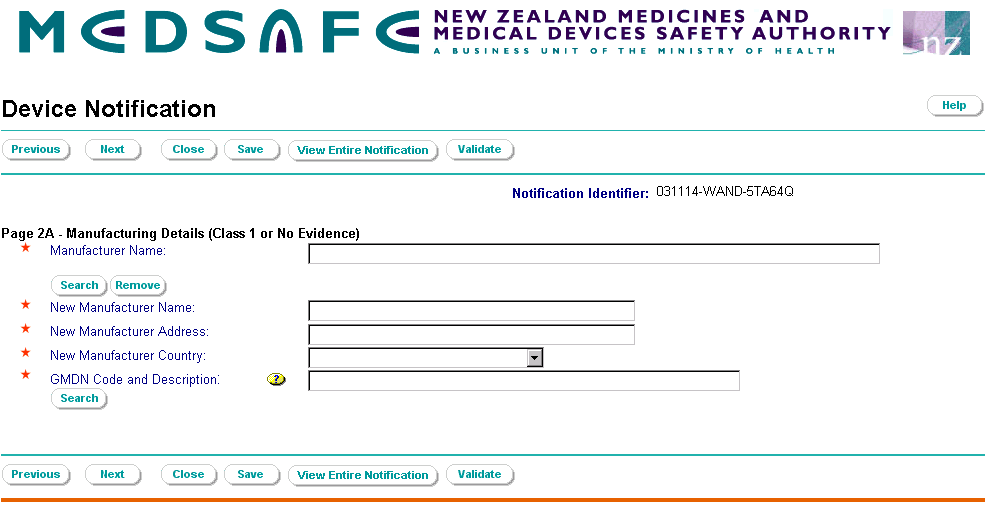 MEDSAFE NEW ZEALAND MEDICINES AND
MEDICAL DEVICES SAFETY AUTHORITY
A BUSINESS UNIT OF THE MINISTRY OF HEALTH
nz
Device Notification Help
Previous Next Close Save View Entire Notification Validate
Notification Identifier: 031114-WAND-5TA64Q
Page 2A - Manufacturing Details (Class 1 or No Evidence)
★ Manufacturer Name:
Search Remove
★ New Manufacturer Name:
★ New Manufacturer Address:
★ New Manufacturer Country:
★ GMDN Code and Description: ?
Search
Previous Next Close Save View Entire Notification Validate